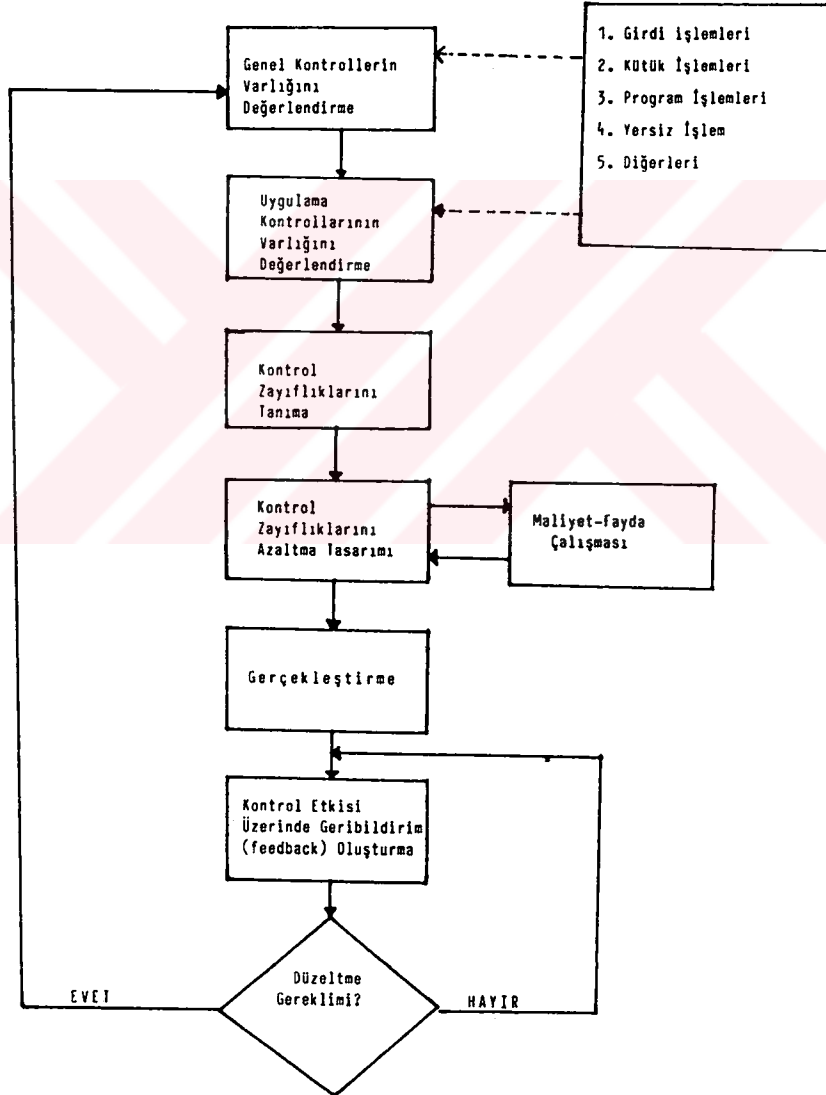 Genel Kontrollerin
Varlığını
Değerlendirme
1. Girdi işlemleri
2. Kütük İşlemleri
3. Program İşlemleri
4. Yersiz İşlem
5. Diğerleri
Uygulama
Kontrollarının
Varlığını
Değerlendirme
Kontrol
Zayıflıklarını
Tanıma
Kontrol
Zayıflıklarını
Azaltma Tasarımı
Maliyet-fayda
Çalışması
Gerçekleştirme
Kontrol Etkisi
Üzerinde Geribildirim
(feedback) Oluşturma
Düzeltme
Gereklimi?
EVET
HAYIR